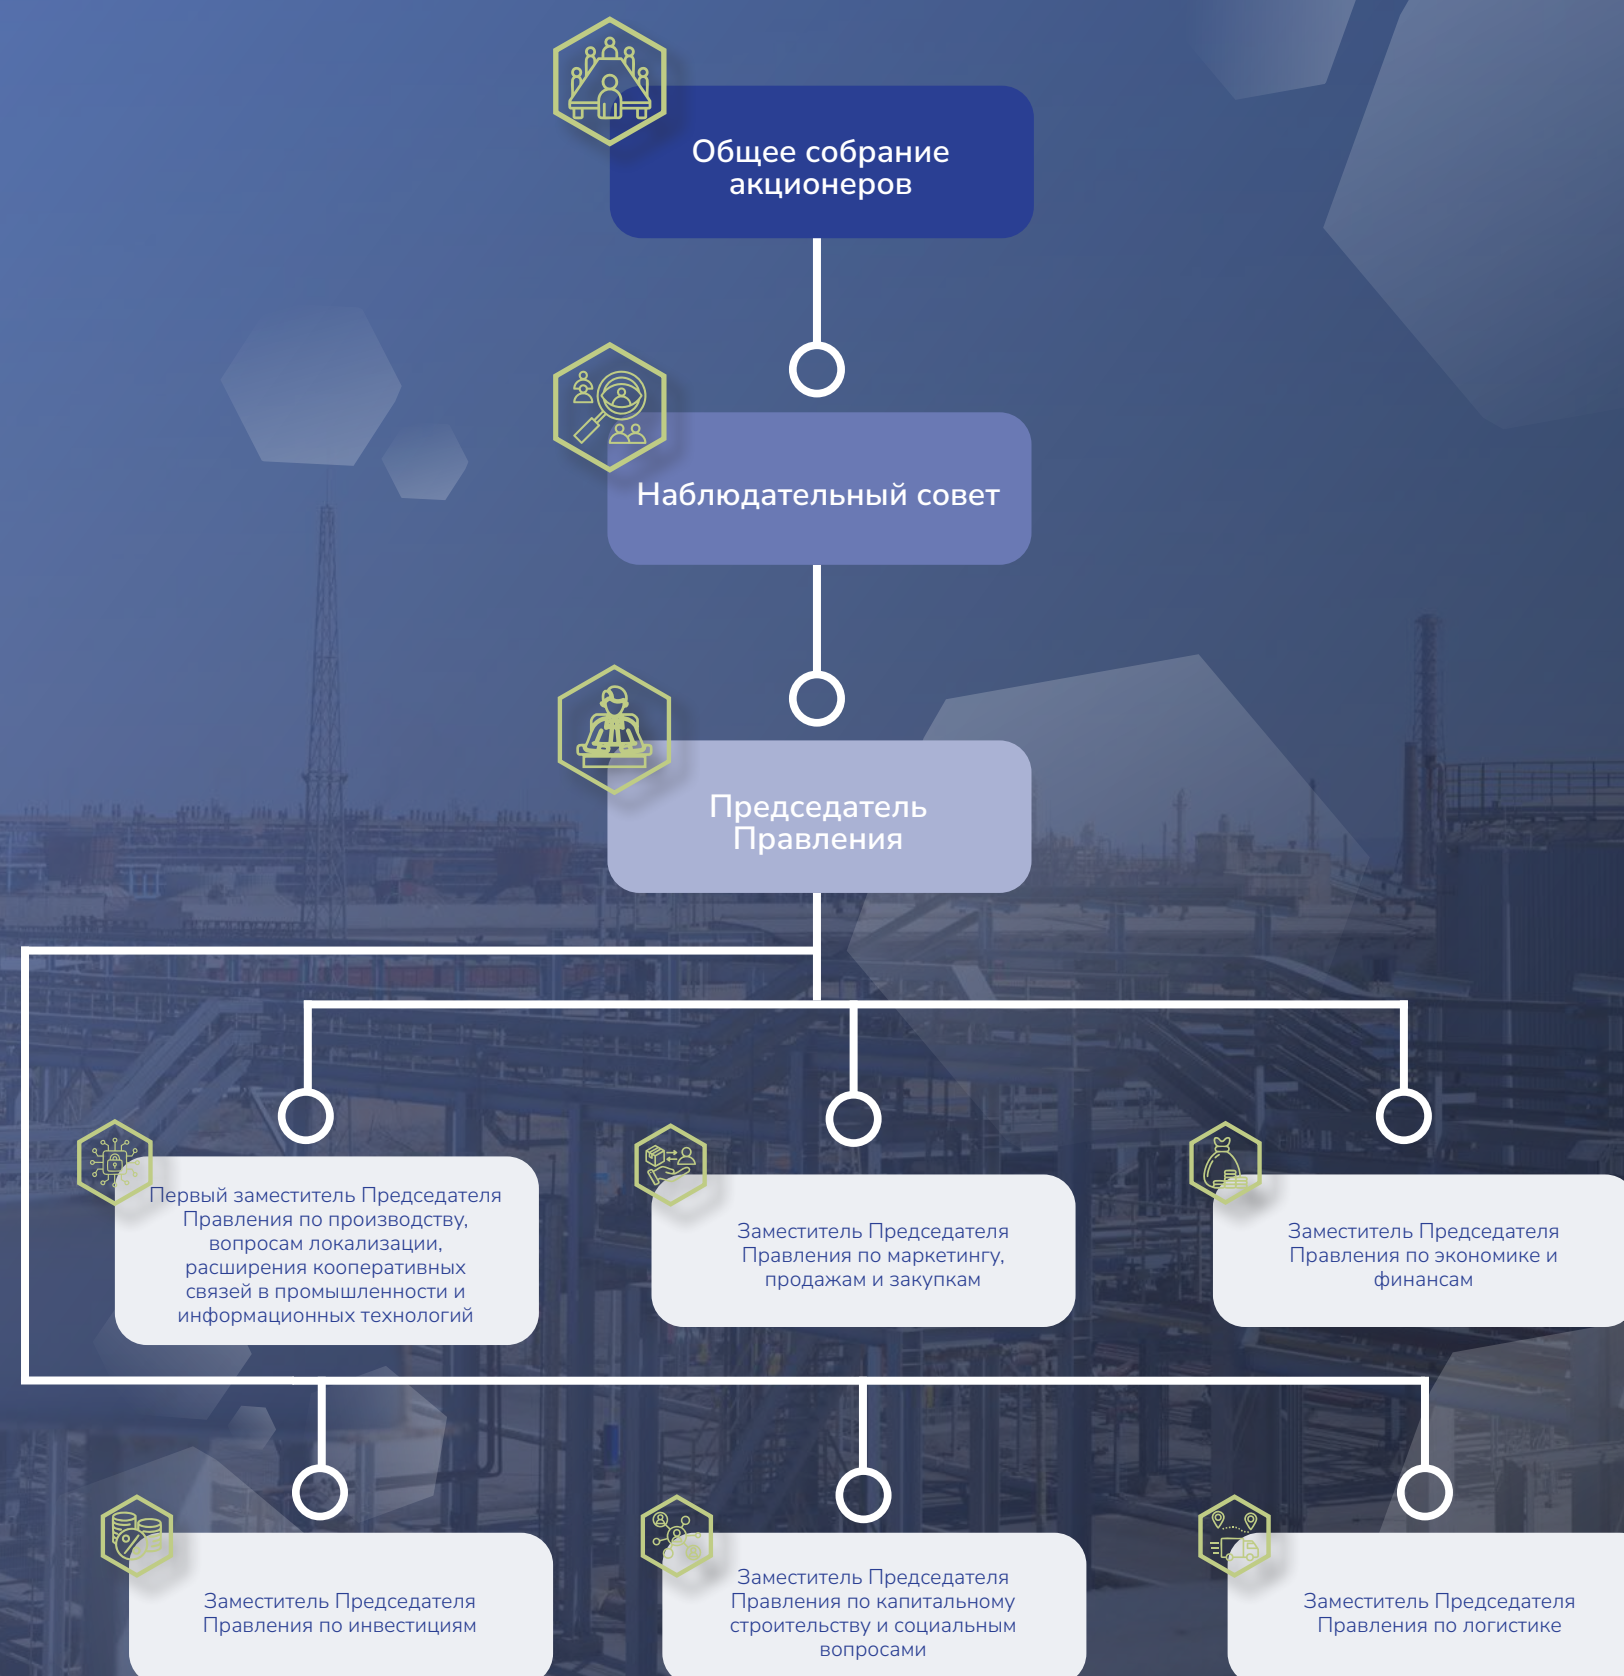 Общее собрание
акционеров
Наблюдательный совет
Председатель
Правления
Первый заместитель Председателя
Правления по производству,
вопросам локализации,
расширения кооперативных
связей в промышленности и
информационных технологий
Заместитель Председателя
Правления по маркетингу,
продажам и закупкам
Заместитель Председателя
Правления по экономике и
финансам
Заместитель Председателя
Правления по инвестициям
Заместитель Председателя
Правления по капитальному
строительству и социальным
вопросами
Заместитель Председателя
Правления по логистике